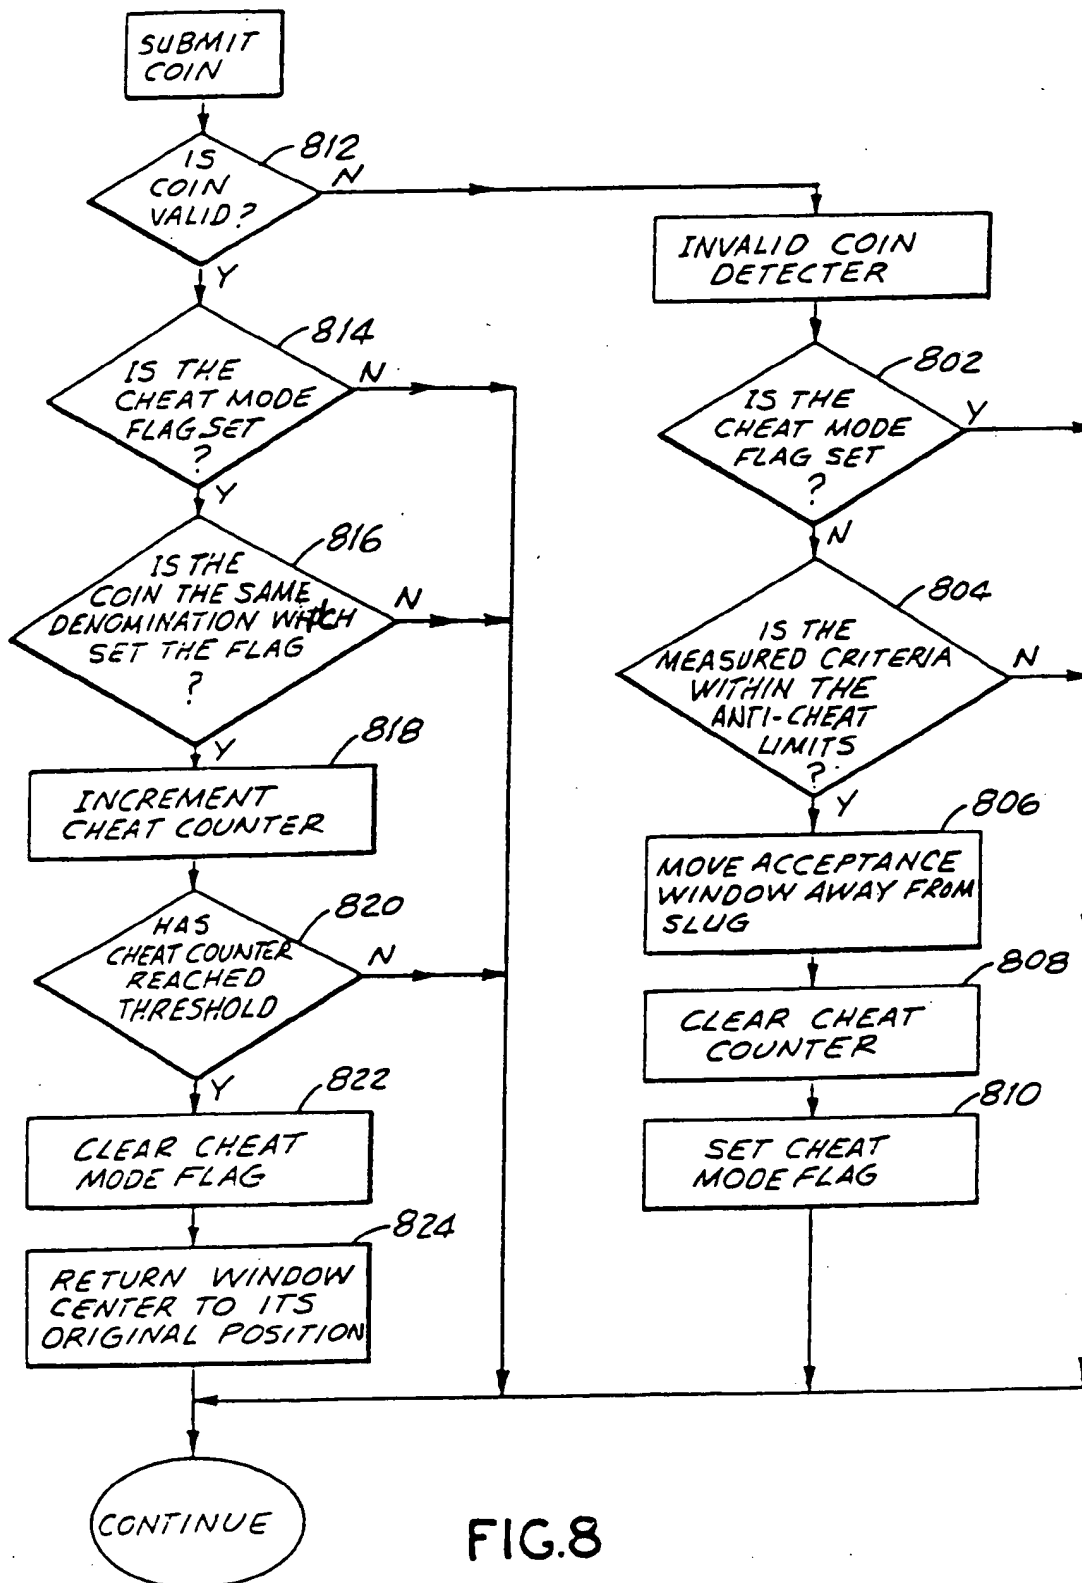 SUBMIT
COIN
812
IS
COIN
VALID?
N
Y
INVALID COIN
DETECTER
814
IS THE
CHEAT MODE
FLAG SET
?
N
Y
802
IS THE
CHEAT MODE
FLAG SET
?
Y
N
816
IS THE
COIN THE SAME
DENOMINATION WHICH
SET THE FLAG
?
N
Y
804
IS THE
MEASURED CRITERIA
WITHIN THE
ANTI-CHEAT
LIMITS
?
N
Y
818
INCREMENT
CHEAT COUNTER
806
MOVE ACCEPTANCE
WINDOW AWAY FROM
SLUG
820
HAS
CHEAT COUNTER
REACHED
THRESHOLD
N
Y
808
CLEAR CHEAT
COUNTER
822
CLEAR CHEAT
MODE FLAG
810
SET CHEAT
MODE FLAG
824
RETURN WINDOW
CENTER TO ITS
ORIGINAL POSITION
CONTINUE
FIG.8